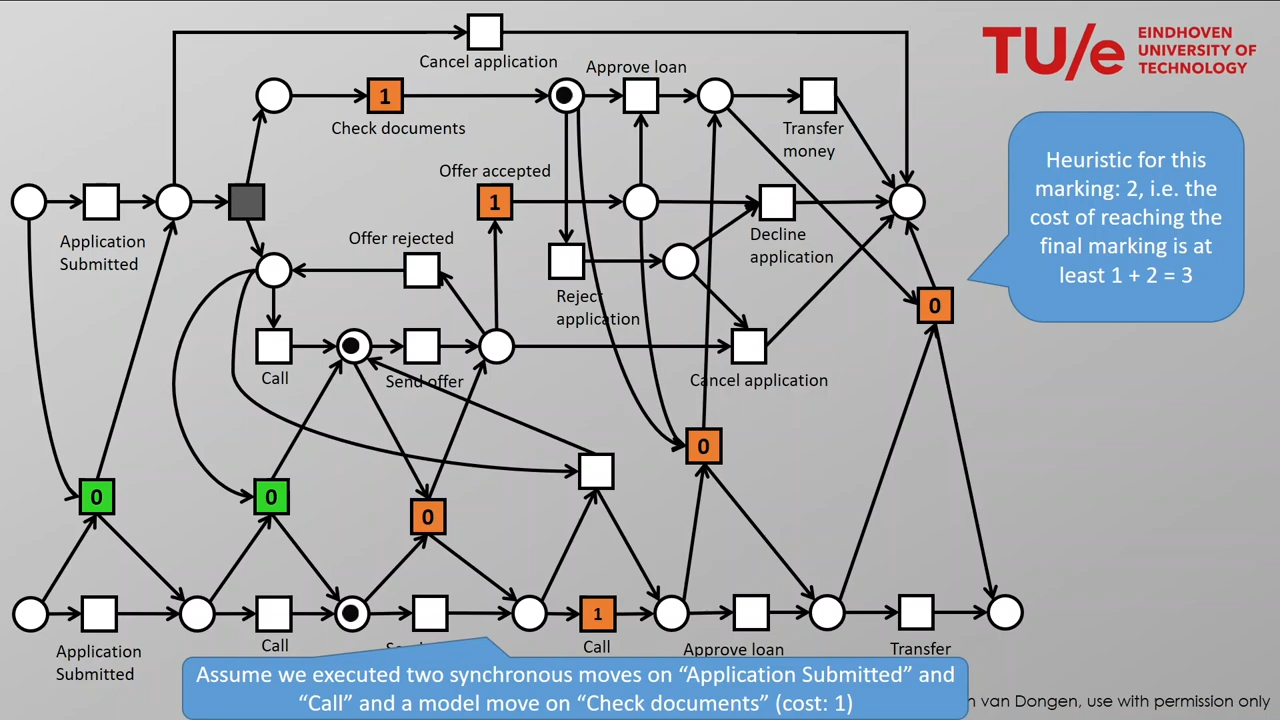 Cancel application
Approve loan
TU/e
EINDHOVEN
UNIVERSITY OF
TECHNOLOGY
1
Check documents
Transfer
money
Heuristic for this
marking: 2, i.e. the
cost of reaching the
final marking is at
least 1 + 2 = 3
Offer accepted
1
Application
Submitted
Offer rejected
Decline
application
Reject
application
0
Call
Send offer
Cancel application
0
0
0
0
1
Application
Submitted
Call
Call
Approve loan
Transfer
Assume we executed two synchronous moves on “Application Submitted” and
“Call” and a model move on “Check documents” (cost: 1)
n van Dongen, use with permission only